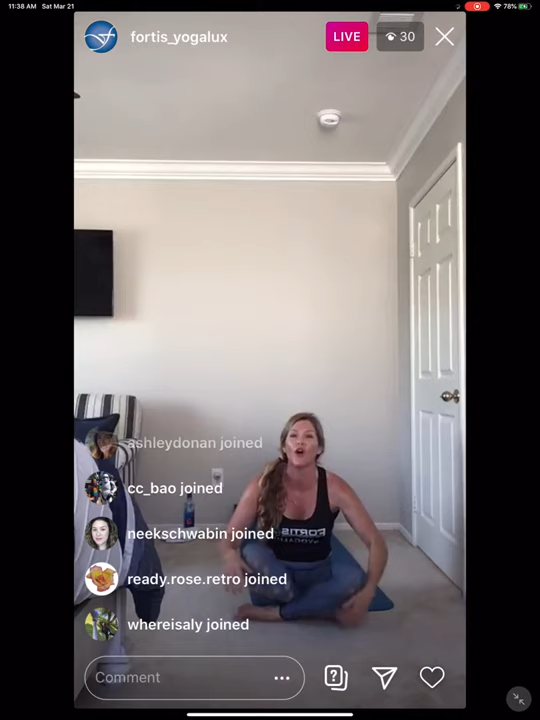 11:38 AM Sat Mar 21
78%
fortis_yogalux
LIVE
30
ashleydonan joined
cc_bao joined
neekschwabin joined
FORTIS
ready.rose.retro joined
whereisaly joined
Comment